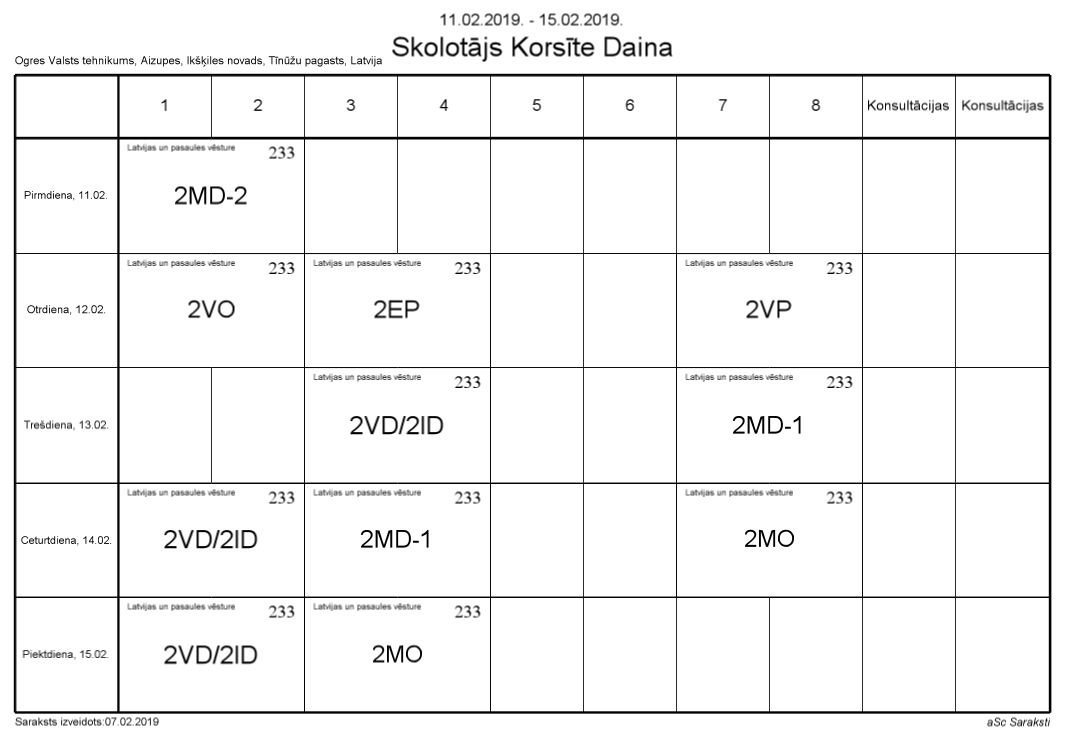 11.02.2019. - 15.02.2019.
Skolotājs Korsīte Daina
Ogres Valsts tehnikums, Aizupes, Ikšķiles novads, Tīnūžu pagasts, Latvija
1 2 3 4 5 6 7 8 Konsultācijas Konsultācijas
Latvijas un pasaules vēsture 233
Pirmdiena, 11.02. 2MD-2
Latvijas un pasaules vēsture 233 Latvijas un pasaules vēsture 233 Latvijas un pasaules vēsture 233
Otrdiena, 12.02. 2VO 2EP 2VP
Latvijas un pasaules vēsture 233 Latvijas un pasaules vēsture 233
Trešdiena, 13.02. 2VD/2ID 2MD-1
Latvijas un pasaules vēsture 233 Latvijas un pasaules vēsture 233 Latvijas un pasaules vēsture 233
Ceturtdiena, 14.02. 2VD/2ID 2MD-1 2MO
Latvijas un pasaules vēsture 233 Latvijas un pasaules vēsture 233
Piektdiena, 15.02. 2VD/2ID 2MO
Saraksts izveidots:07.02.2019 aSc Saraksti